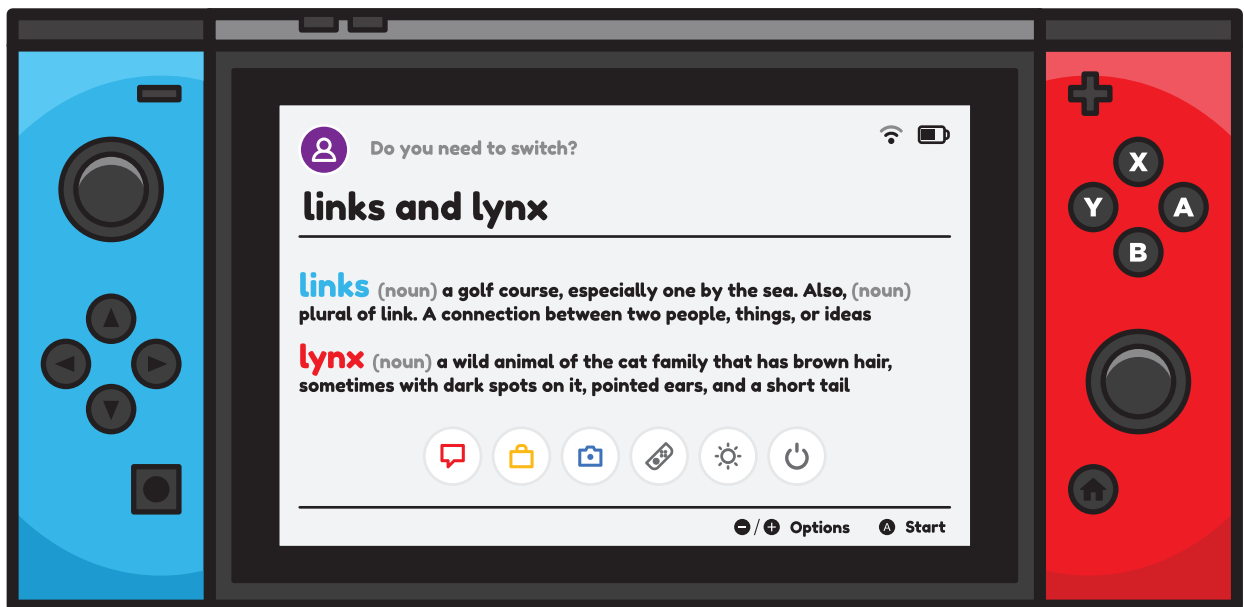 Do you need to switch?
links and lynx
links (noun) a golf course, especially one by the sea. Also, (noun)
plural of link. A connection between two people, things, or ideas
lynx (noun) a wild animal of the cat family that has brown hair,
sometimes with dark spots on it, pointed ears, and a short tail
/ Options A Start
X
Y A
B